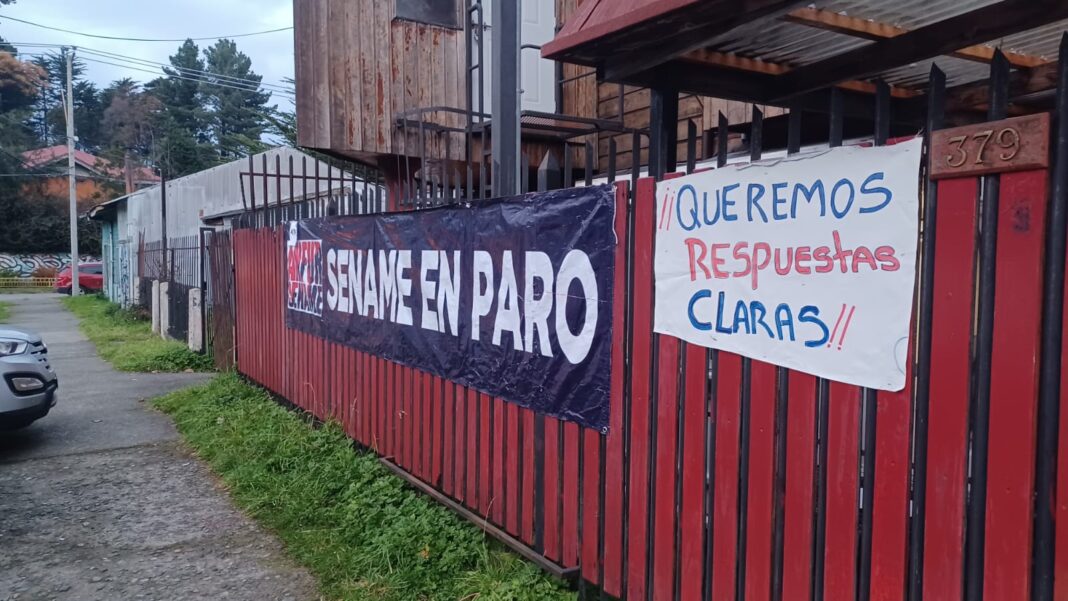 SENAME EN PARO
¡¡QUEREMOS
RESPUESTAS
CLARAS!!
379